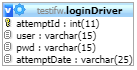 testifw.loginDriver
attemptId : int(11)
user : varchar(15)
pwd : varchar(15)
attemptDate : varchar(25)